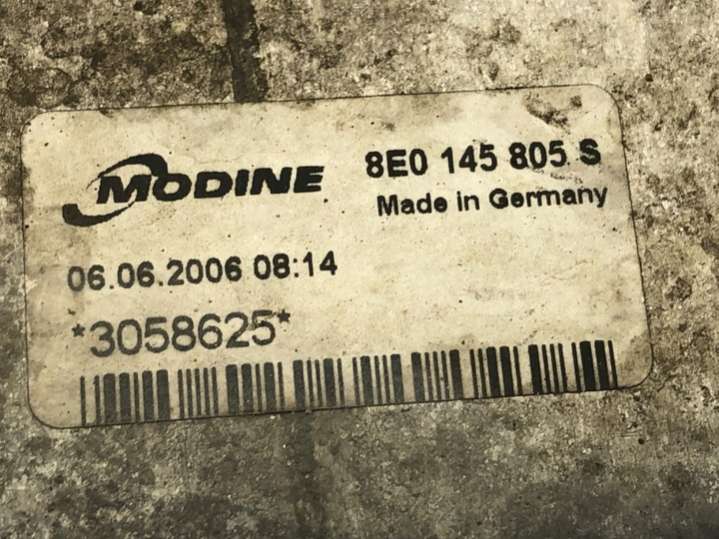 MODINE
8E0 145 805 S
Made in Germany
06.06.2006 08:14
*3058625*